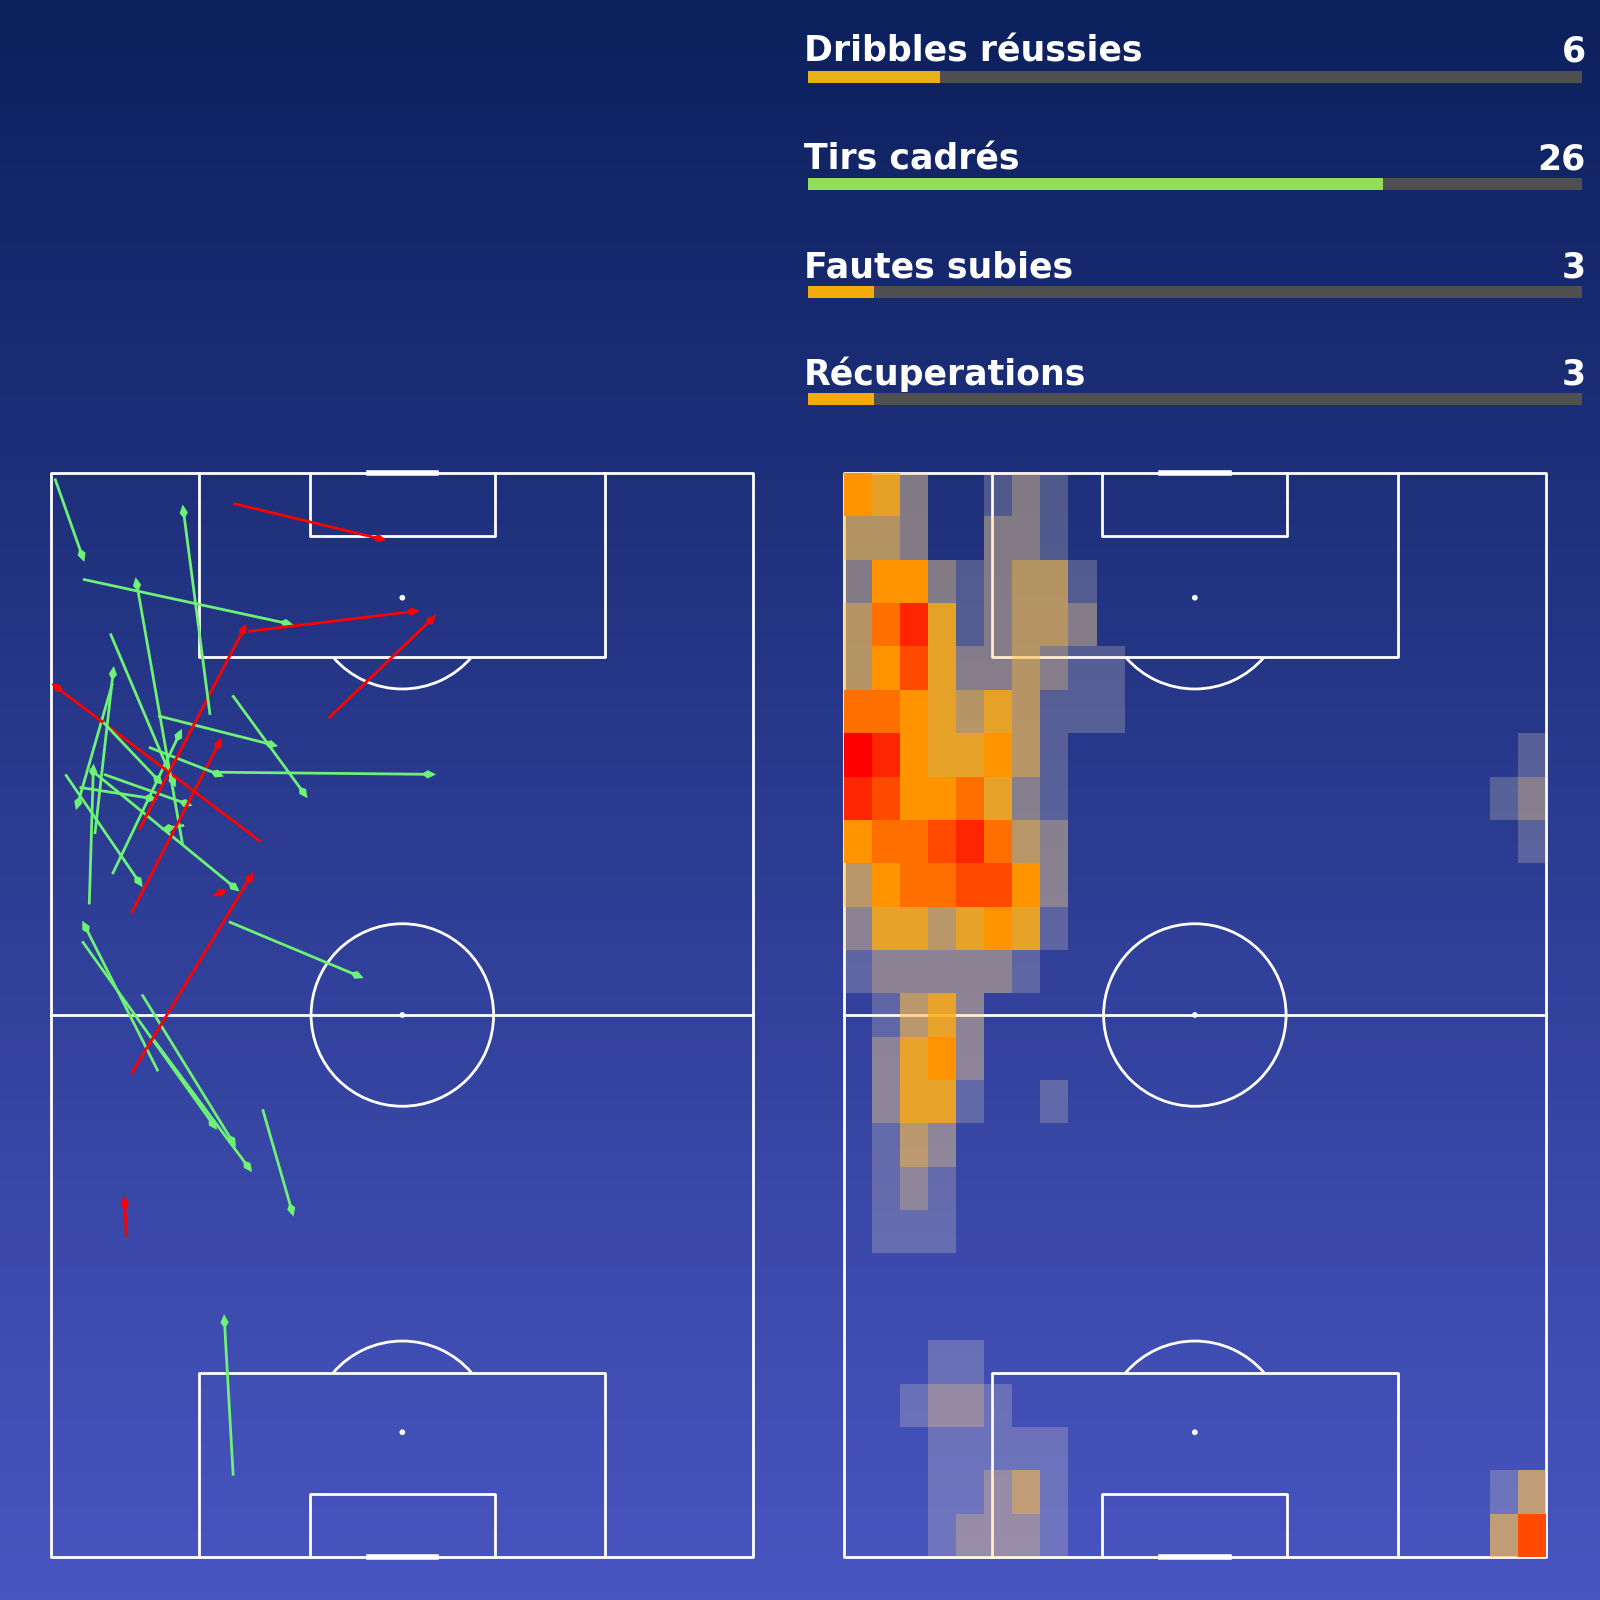 Dribbles réussies 6
Tirs cadrés 26
Fautes subies 3
Récuperations 3